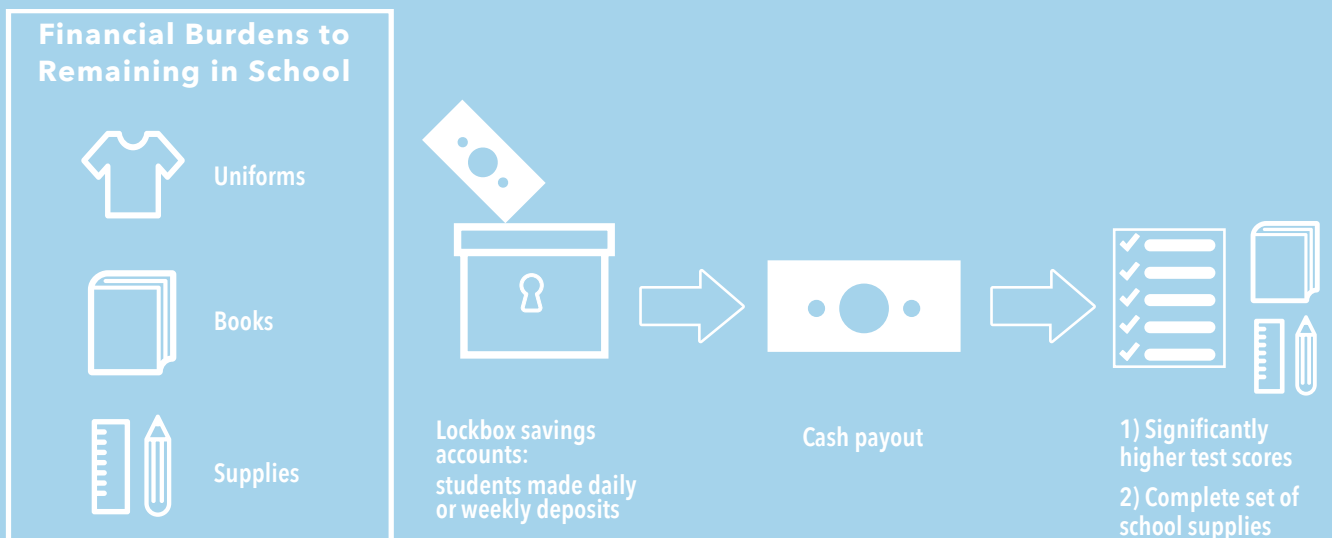 Financial Burdens to
Remaining in School
Uniforms
Books
Supplies
Lockbox savings
accounts:
students made daily
or weekly deposits
Cash payout
1) Significantly
higher test scores
2) Complete set of
school supplies